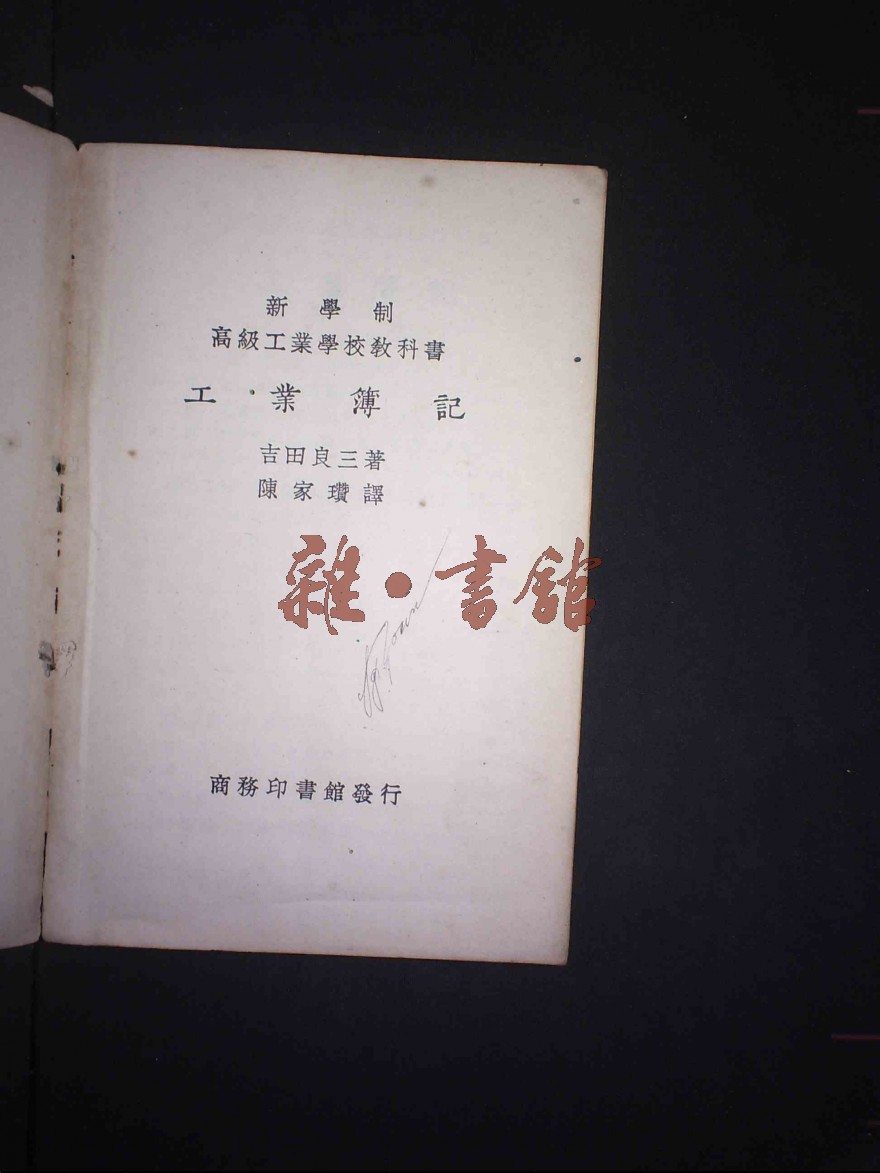 新學制
高級工業學校教科書
工業簿記
吉田良三著
陳家瓚譯
雜·書館
商務印書館發行